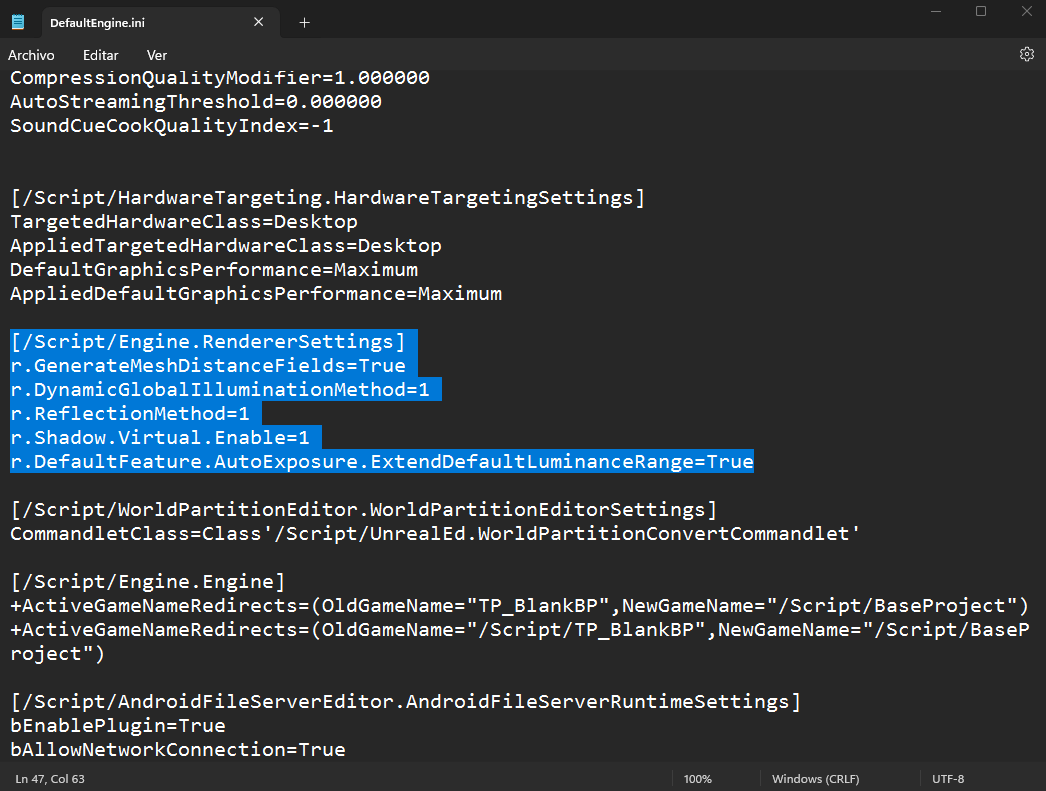 DefaultEngine.ini
Archivo Editar Ver
CompressionQualityModifier=1.000000
AutoStreamingThreshold=0.000000
SoundCueCookQualityIndex=-1
[/Script/HardwareTargeting.HardwareTargetingSettings]
TargetedHardwareClass=Desktop
AppliedTargetedHardwareClass=Desktop
DefaultGraphicsPerformance=Maximum
AppliedDefaultGraphicsPerformance=Maximum
[/Script/Engine.RendererSettings]
r.GenerateMeshDistanceFields=True
r.DynamicGlobalIlluminationMethod=1
r.ReflectionMethod=1
r.Shadow.Virtual.Enable=1
r.DefaultFeature.AutoExposure.ExtendDefaultLuminanceRange=True
[/Script/WorldPartitionEditor.WorldPartitionEditorSettings]
CommandletClass=Class'/Script/UnrealEd.WorldPartitionConvertCommandlet'
[/Script/Engine.Engine]
+ActiveGameNameRedirects=(OldGameName="TP_BlankBP",NewGameName="/Script/BaseProject")
+ActiveGameNameRedirects=(OldGameName="/Script/TP_BlankBP",NewGameName="/Script/BaseP
roject")
[/Script/AndroidFileServerEditor.AndroidFileServerRuntimeSettings]
bEnablePlugin=True
bAllowNetworkConnection=True
Ln 47, Col 63 100% Windows (CRLF) UTF-8